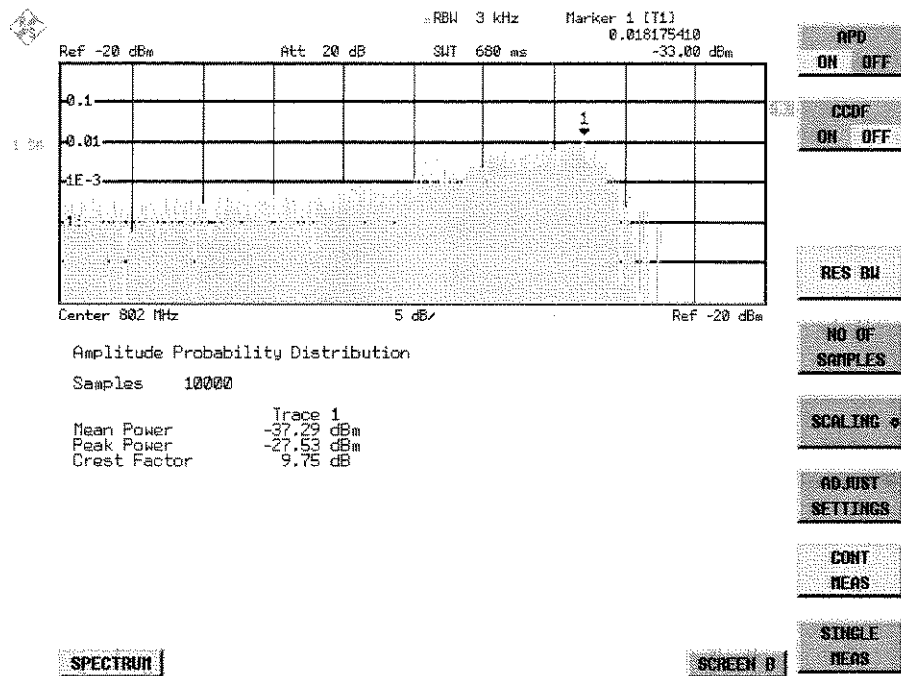 RBW 3 kHz Marker 1 [T1]
0.018175410
Ref -20 dBm Att 20 dB SWT 680 ms -33.00 dBm
APD
ON OFF
0.1
CCDF
ON OFF
1
0.01
1E-3
RES BW
Center 802 MHz 5 dB/ Ref -20 dBm
NO OF
SAMPLES
Amplitude Probability Distribution
Samples 10000
SCALING
Trace 1
Mean Power -37.29 dBm
Peak Power -27.53 dBm
Crest Factor 9.75 dB
ADJUST
SETTINGS
CONT
MEAS
SINGLE
MEAS
SPECTRUM
SCREEN B